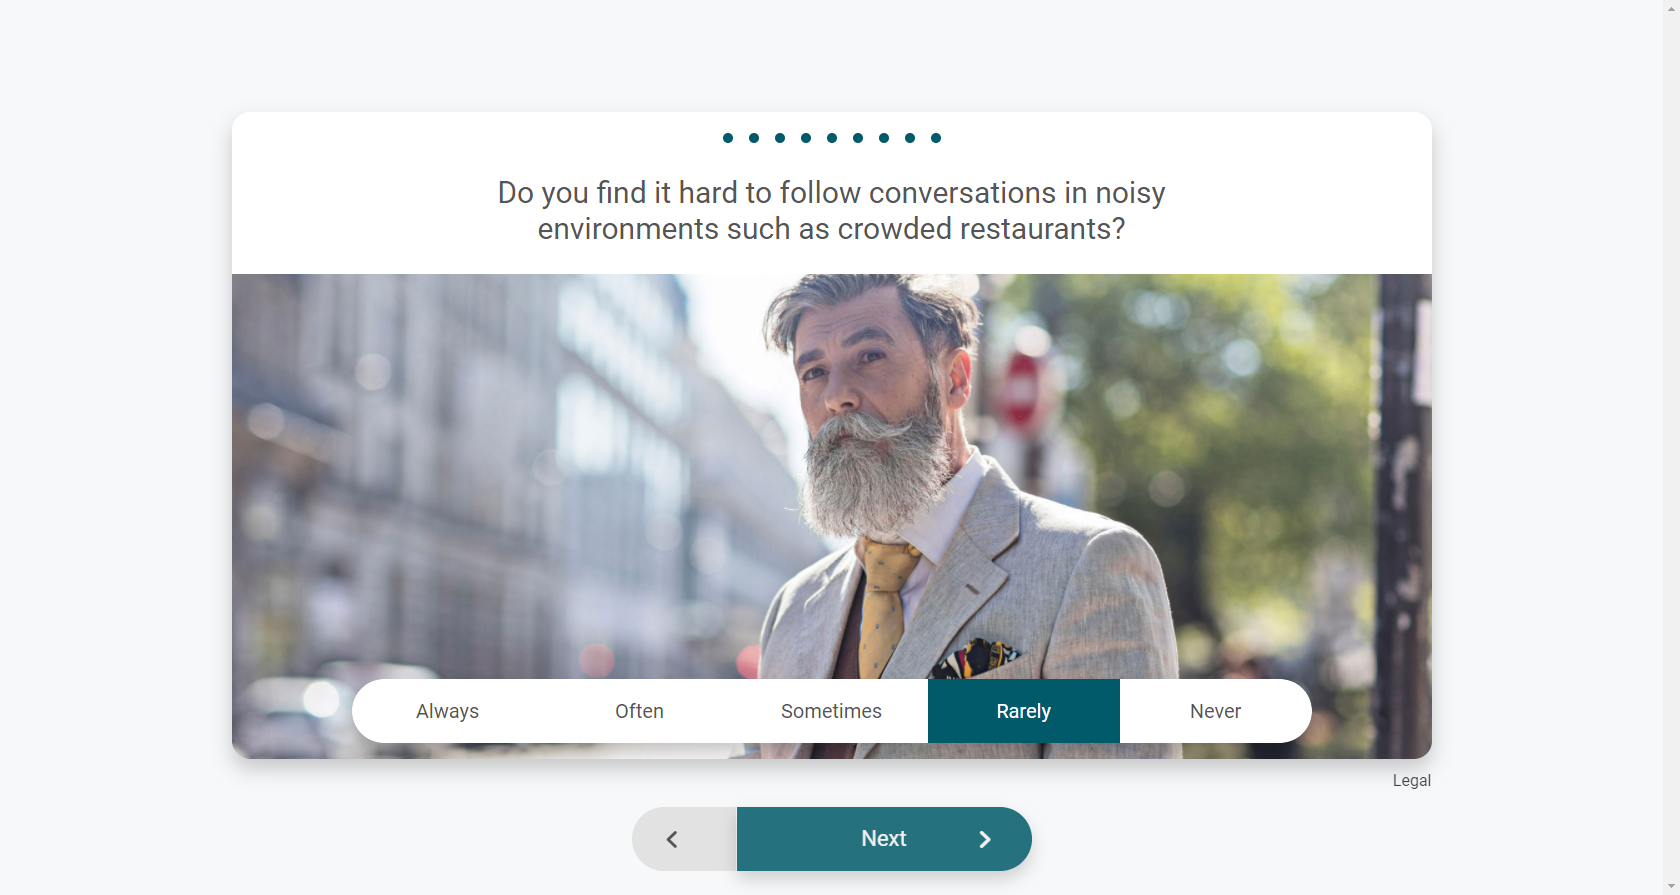 Do you find it hard to follow conversations in noisy
environments such as crowded restaurants?
Always Often Sometimes Rarely Never
Legal
Next